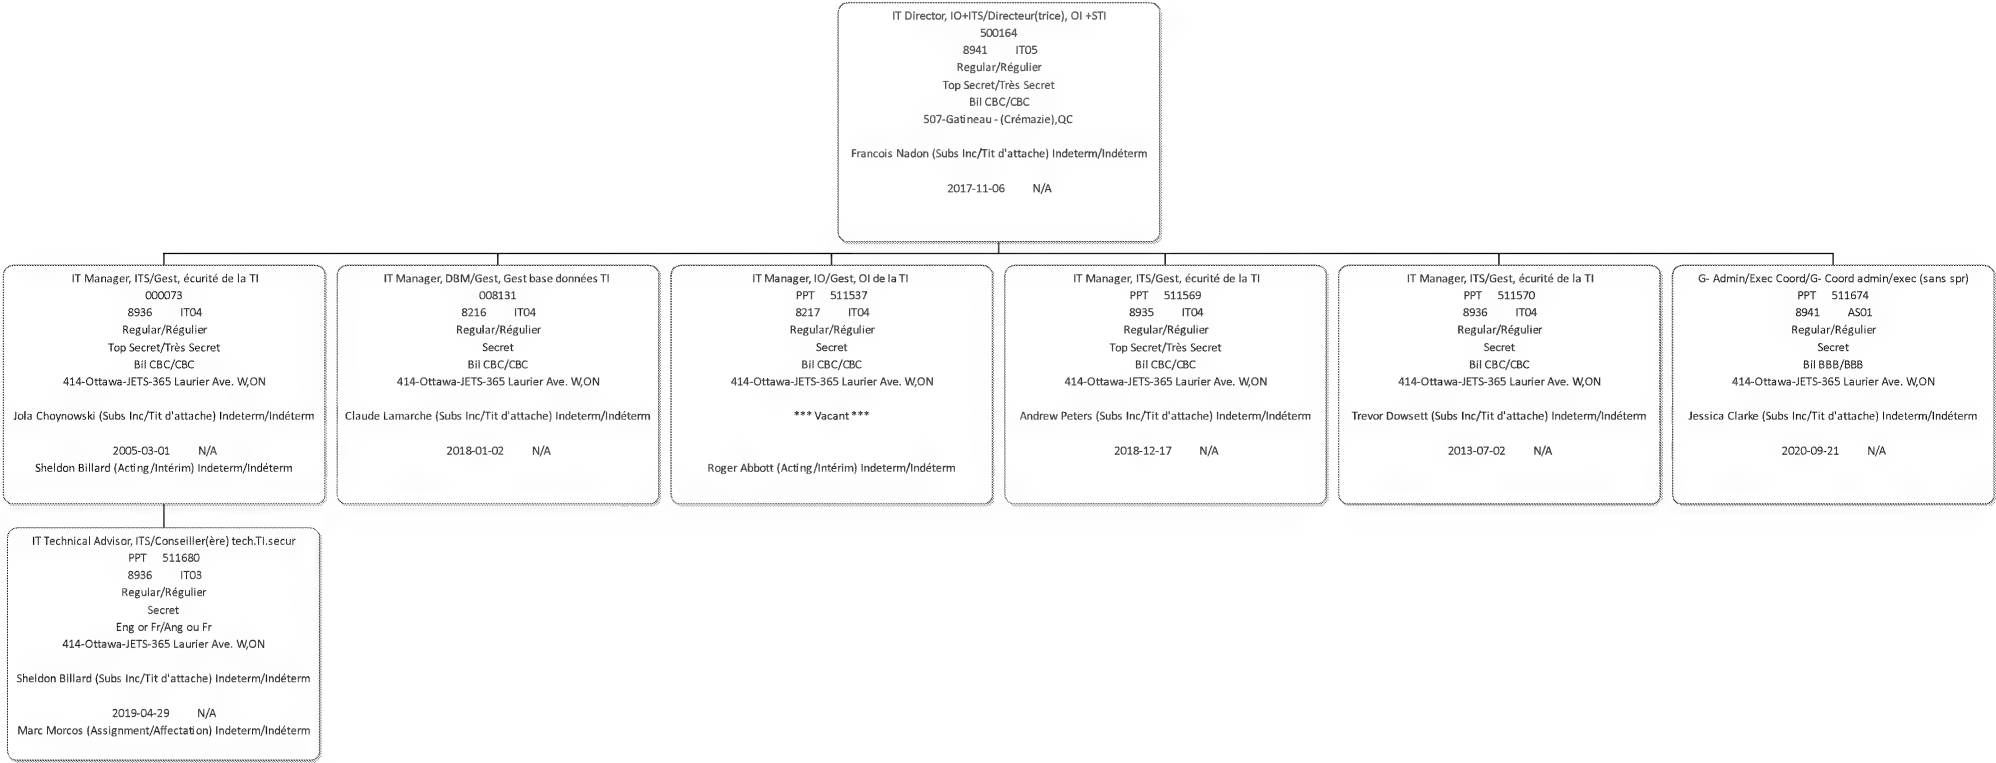 IT Director, IO+ITS/Directeur(trice), OI +STI
500164
8941 IT05
Regular/Régulier
Top Secret/Très Secret
Bil CBC/CBC
507-Gatineau - (Crémazie),QC
Francois Nadon (Subs Inc/Tit d'attache) Indeterm/Indéterm
2017-11-06 N/A
IT Manager, ITS/Gest, écurité de la TI
000073
8936 IT04
Regular/Régulier
Top Secret/Très Secret
Bil CBC/CBC
414-Ottawa-JETS-365 Laurier Ave. W,ON
Jola Choynowski (Subs Inc/Tit d'attache) Indeterm/Indéterm
2005-03-01 N/A
Sheldon Billard (Acting/Intérim) Indeterm/Indéterm
IT Manager, DBM/Gest, Gest base données TI
008131
8216 IT04
Regular/Régulier
Secret
Bil CBC/CBC
414-Ottawa-JETS-365 Laurier Ave. W,ON
Claude Lamarche (Subs Inc/Tit d'attache) Indeterm/Indéterm
2018-01-02 N/A
IT Manager, IO/Gest, OI de la TI
PPT 511537
8217 IT04
Regular/Régulier
Secret
Bil CBC/CBC
414-Ottawa-JETS-365 Laurier Ave. W,ON
*** Vacant ***
Roger Abbott (Acting/Intérim) Indeterm/Indéterm
IT Manager, ITS/Gest, écurité de la TI
PPT 511569
8935 IT04
Regular/Régulier
Top Secret/Très Secret
Bil CBC/CBC
414-Ottawa-JETS-365 Laurier Ave. W,ON
Andrew Peters (Subs Inc/Tit d'attache) Indeterm/Indéterm
2018-12-17 N/A
IT Manager, ITS/Gest, écurité de la TI
PPT 511570
8936 IT04
Regular/Régulier
Secret
Bil CBC/CBC
414-Ottawa-JETS-365 Laurier Ave. W,ON
Trevor Dowsett (Subs Inc/Tit d'attache) Indeterm/Indéterm
2013-07-02 N/A
G- Admin/Exec Coord/G- Coord admin/exec (sans spr)
PPT 511674
8941 AS01
Regular/Régulier
Secret
Bil BBB/BBB
414-Ottawa-JETS-365 Laurier Ave. W,ON
Jessica Clarke (Subs Inc/Tit d'attache) Indeterm/Indéterm
2020-09-21 N/A
IT Technical Advisor, ITS/Conseiller(ère) tech.TI.secur
PPT 511680
8936 IT03
Regular/Régulier
Secret
Eng or Fr/Ang ou Fr
414-Ottawa-JETS-365 Laurier Ave. W,ON
Sheldon Billard (Subs Inc/Tit d'attache) Indeterm/Indéterm
2019-04-29 N/A
Marc Morcos (Assignment/Affectation) Indeterm/Indéterm